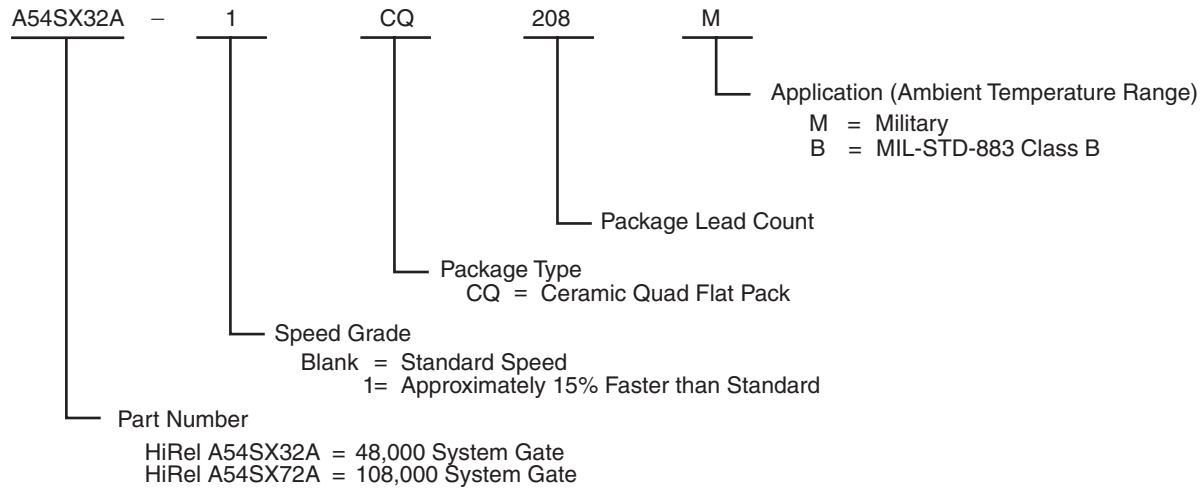 A54SX32A – 1 CQ 208 M
Application (Ambient Temperature Range)
M = Military
B = MIL-STD-883 Class B
Package Lead Count
Package Type
CQ = Ceramic Quad Flat Pack
Speed Grade
Blank = Standard Speed
1= Approximately 15% Faster than Standard
Part Number
HiRel A54SX32A = 48,000 System Gate
HiRel A54SX72A = 108,000 System Gate